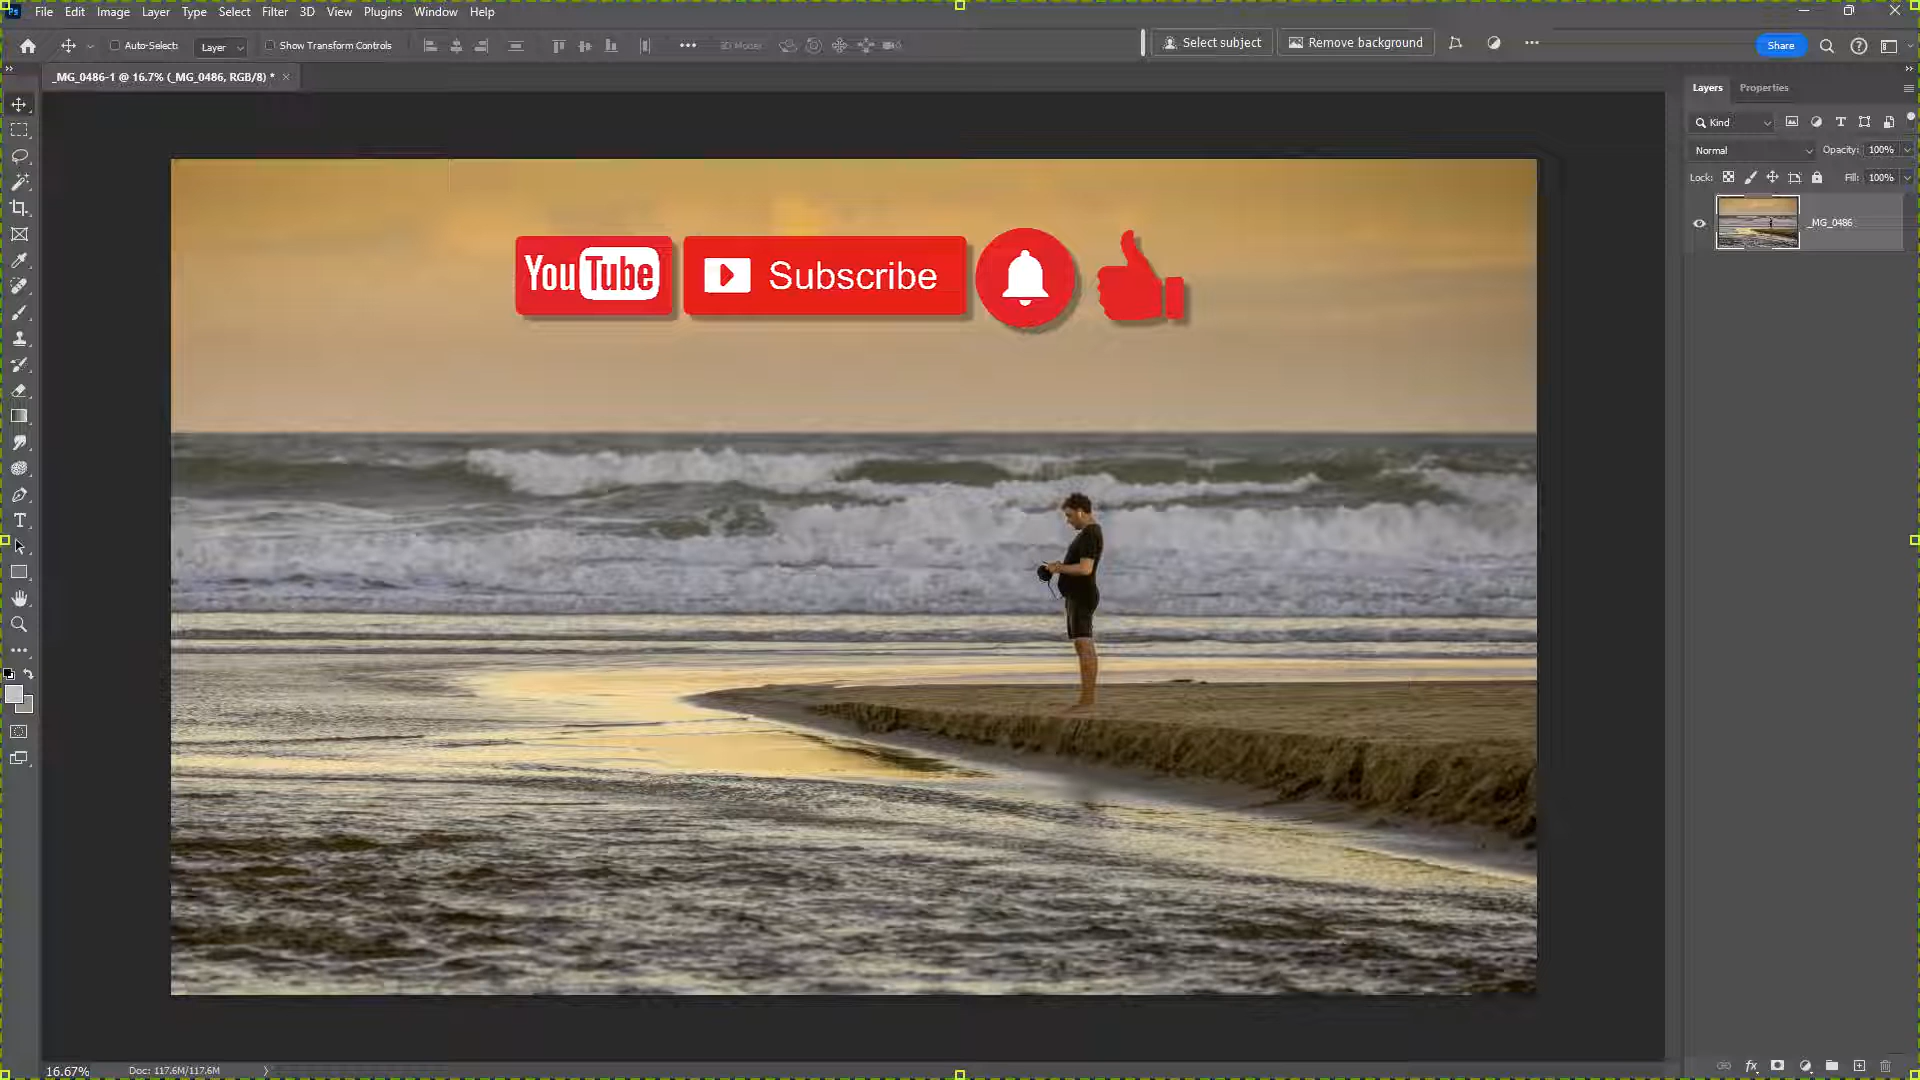 File Edit Image Layer Type Select Filter 3D View Plugins Window Help
Auto-Select: Layer Show Transform Controls 3D Mode: Select subject Remove background Share
_MG_0486-1 @ 16.7% (_MG_0486, RGB/8) *
Layers Properties
Kind
Normal Opacity: 100%
Lock: Fill: 100%
_MG_0486
YouTube Subscribe
16.67% Doc: 117.6M/117.6M